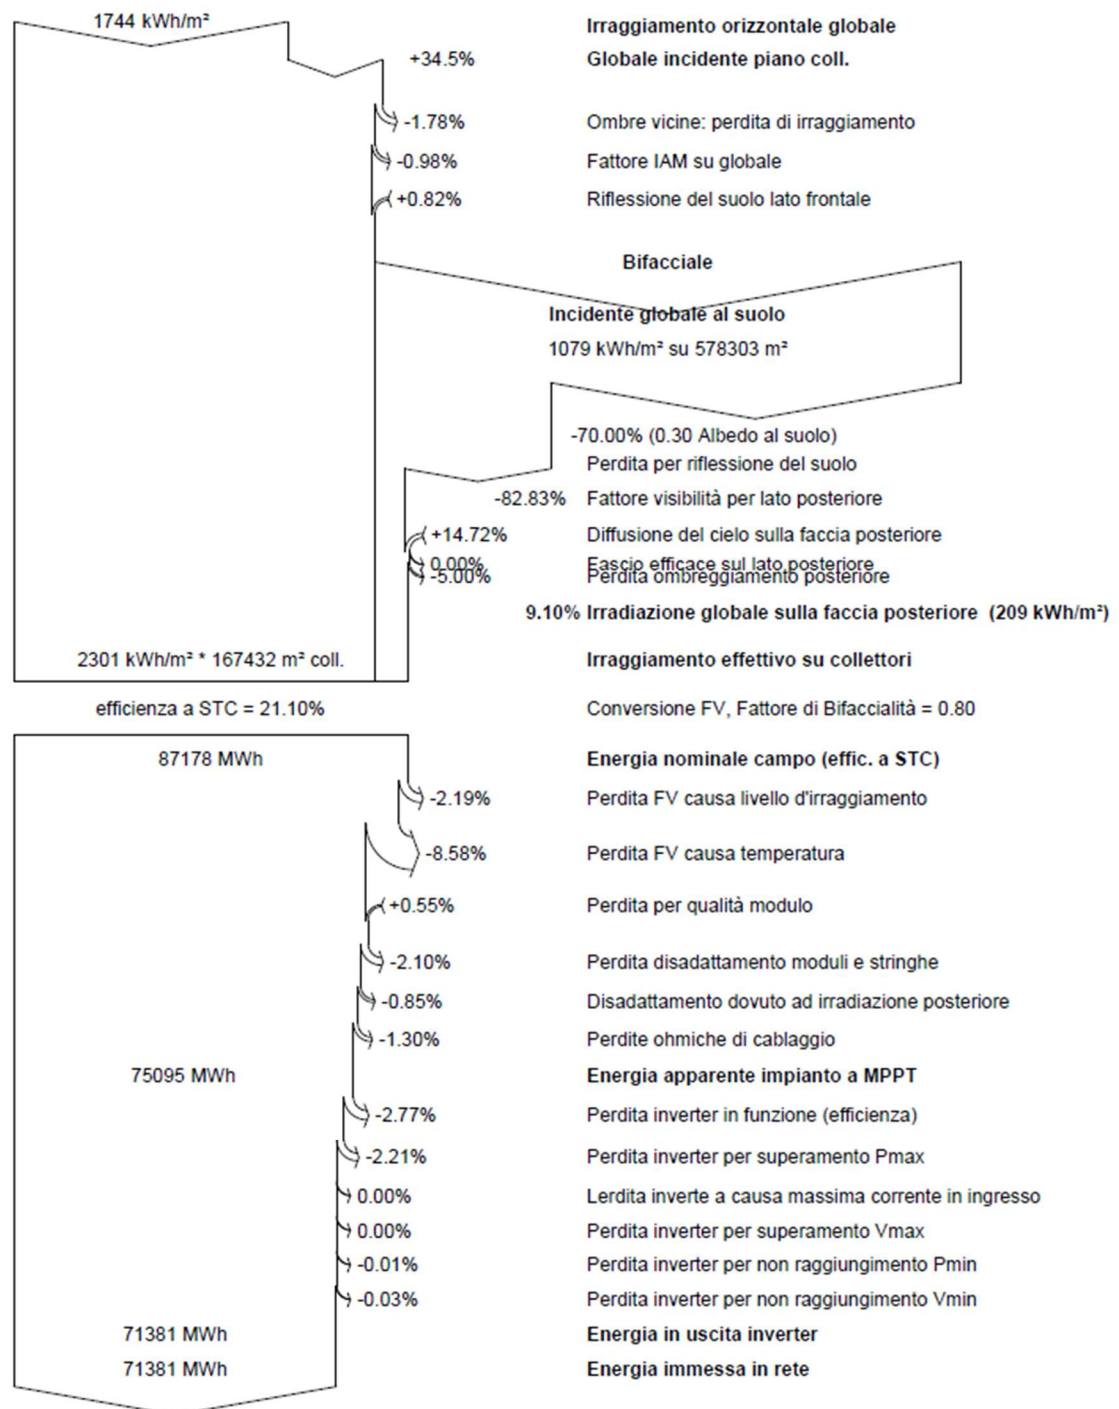 1744 kWh/m² Irraggiamento orizzontale globale
+34.5% Globale incidente piano coll.
-1.78% Ombre vicine: perdita di irraggiamento
-0.98% Fattore IAM su globale
+0.82% Riflessione del suolo lato frontale
Bifacciale
Incidente globale al suolo
1079 kWh/m² su 578303 m²
-70.00% (0.30 Albedo al suolo)
Perdita per riflessione del suolo
-82.83% Fattore visibilità per lato posteriore
+14.72% Diffusione del cielo sulla faccia posteriore
0.00% Fascio efficace sul lato posteriore
-5.00% Perdita ombreggiamento posteriore
9.10% Irradiazione globale sulla faccia posteriore (209 kWh/m²)
2301 kWh/m² * 167432 m² coll. Irraggiamento effettivo su collettori
efficienza a STC = 21.10% Conversione FV, Fattore di Bifaccialità = 0.80
87178 MWh Energia nominale campo (effic. a STC)
-2.19% Perdita FV causa livello d'irraggiamento
-8.58% Perdita FV causa temperatura
+0.55% Perdita per qualità modulo
-2.10% Perdita disadattamento moduli e stringhe
-0.85% Disadattamento dovuto ad irradiazione posteriore
-1.30% Perdite ohmiche di cablaggio
75095 MWh Energia apparente impianto a MPPT
-2.77% Perdita inverter in funzione (efficienza)
-2.21% Perdita inverter per superamento Pmax
0.00% Lerdita inverte a causa massima corrente in ingresso
0.00% Perdita inverter per superamento Vmax
-0.01% Perdita inverter per non raggiungimento Pmin
-0.03% Perdita inverter per non raggiungimento Vmin
71381 MWh Energia in uscita inverter
71381 MWh Energia immessa in rete